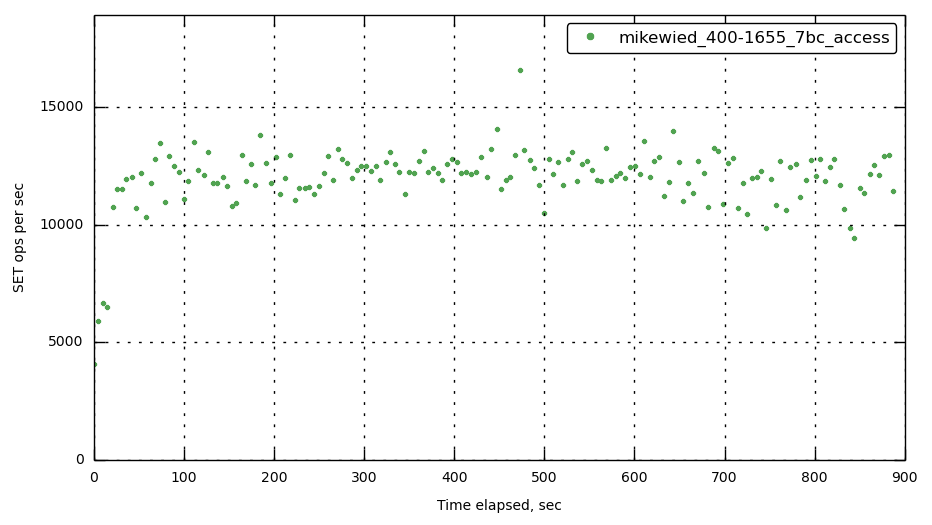 mikewied_400-1655_7bc_access
15000
10000
5000
0
SET ops per sec
0 100 200 300 400 500 600 700 800 900
Time elapsed, sec